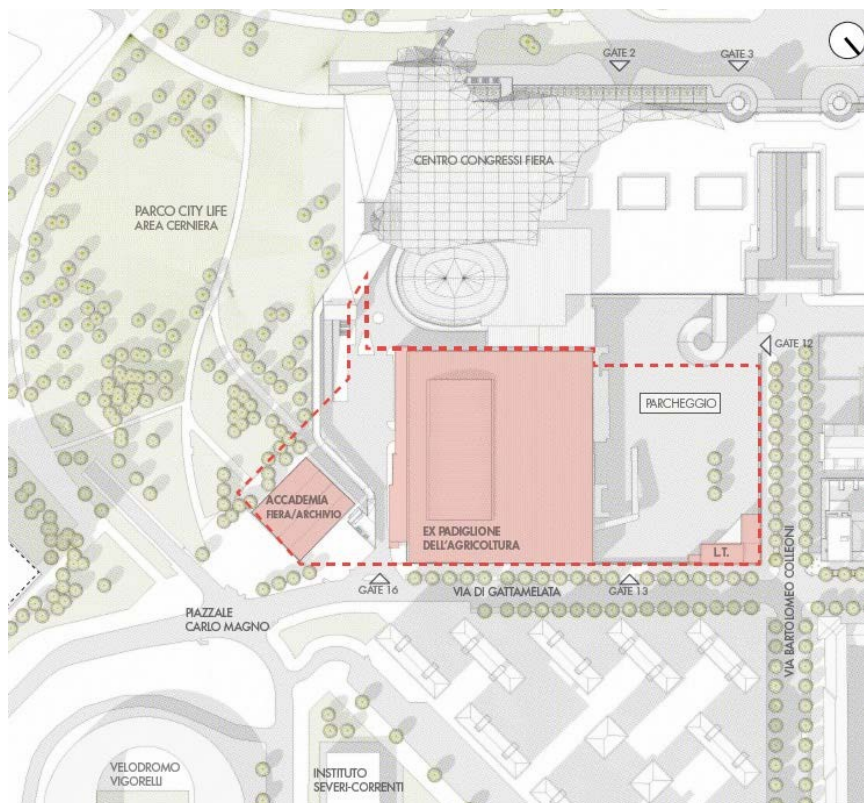 GATE 2
GATE 3
CENTRO CONGRESSI FIERA
PARCO CITY LIFE
AREA CERNIERA
GATE 12
PARCHEGGIO
ACCADEMIA
FIERA/ARCHIVIO
EX PADIGLIONE
DELL'AGRICOLTURA
L.T.
GATE 16
VIA DI GATTAMELATA
GATE 13
VIA BARTOLOMEO COLLEONI
PIAZZALE
CARLO MAGNO
VELODROMO
VIGORELLI
INSTITUTO
SEVERI-CORRENTI